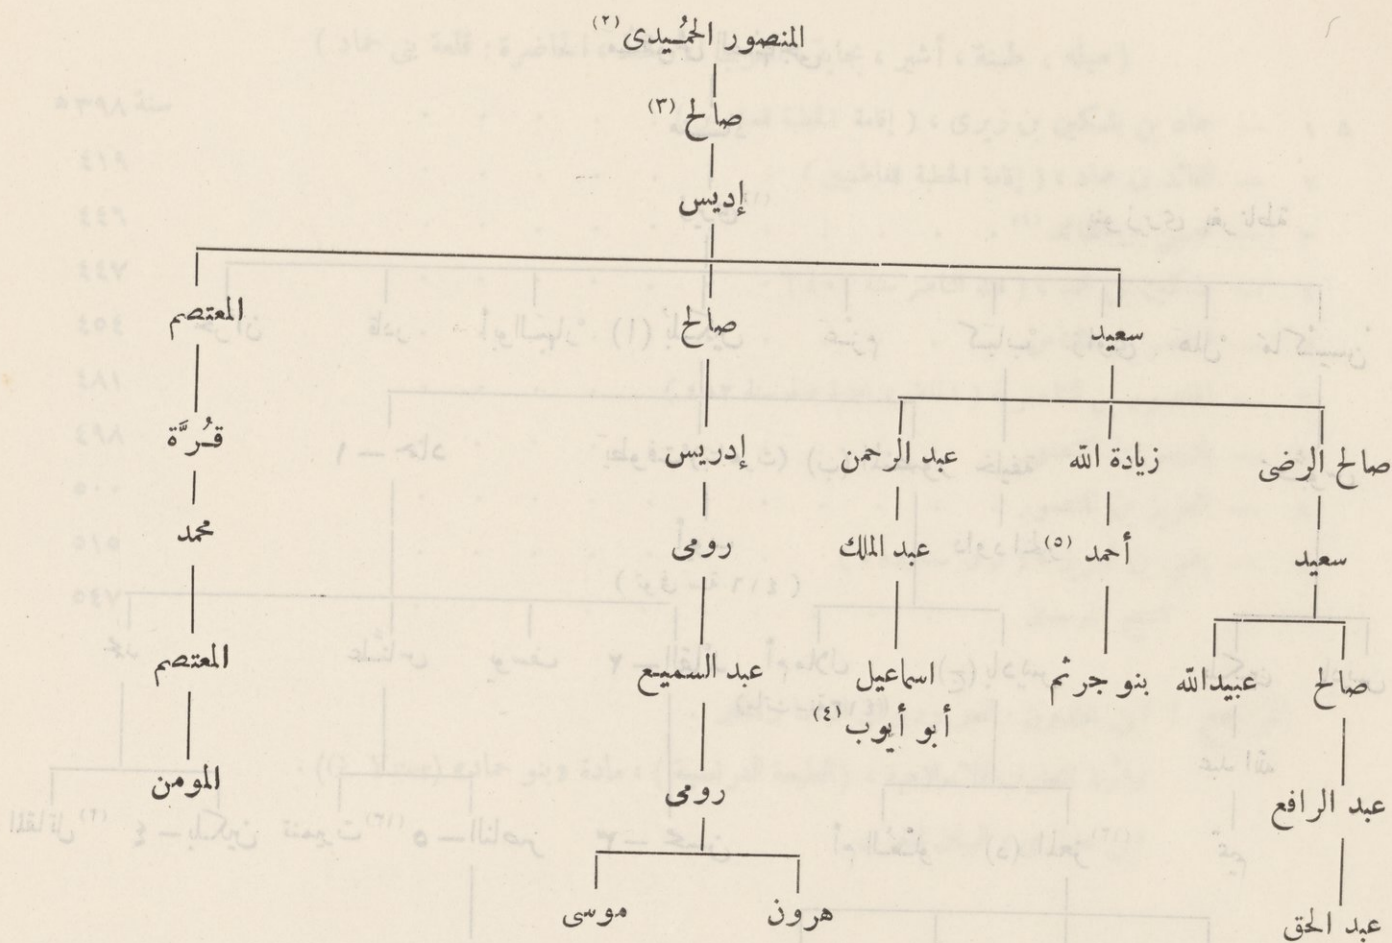 المنصور الحمُيدى (٢)
صالح (٣)
إديس
سعيد صالح المعتصم
صالح الرضى زيادة الله عبد الرحمن إدريس قُرَّة
سعيد أحمد (٥) عبد الملك رومى محمد
صالح عبيدالله بنو جرثم اسماعيل عبد السميع المعتصم
أبو أيوب (٤)
عبد الرافع رومى المومن
عبد الحق هرون موسى